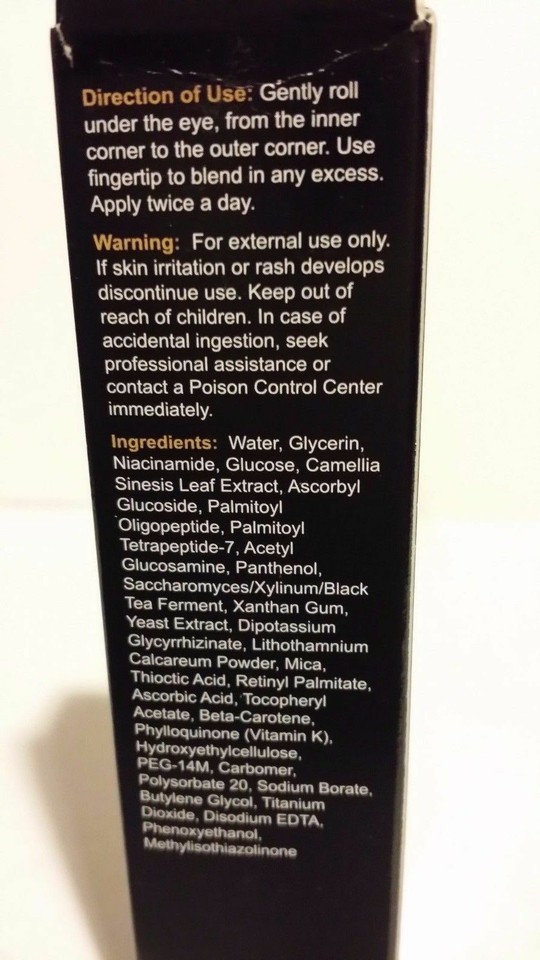 Direction of Use: Gently roll
under the eye, from the inner
corner to the outer corner. Use
fingertip to blend in any excess.
Apply twice a day.
Warning: For external use only.
If skin irritation or rash develops
discontinue use. Keep out of
reach of children. In case of
accidental ingestion, seek
professional assistance or
contact a Poison Control Center
immediately.
Ingredients: Water, Glycerin,
Niacinamide, Glucose, Camellia
Sinesis Leaf Extract, Ascorbyl
Glucoside, Palmitoyl
Oligopeptide, Palmitoyl
Tetrapeptide-7, Acetyl
Glucosamine, Panthenol,
Saccharomyces/Xylinum/Black
Tea Ferment, Xanthan Gum,
Yeast Extract, Dipotassium
Glycyrrhizinate, Lithothamnium
Calcareum Powder, Mica,
Thioctic Acid, Retinyl Palmitate,
Ascorbic Acid, Tocopheryl
Acetate, Beta-Carotene,
Phylloquinone (Vitamin K),
Hydroxyethylcellulose,
PEG-14M, Carbomer,
Polysorbate 20, Sodium Borate,
Butylene Glycol, Titanium
Dioxide, Disodium EDTA,
Phenoxyethanol,
Methylisothiazolinone